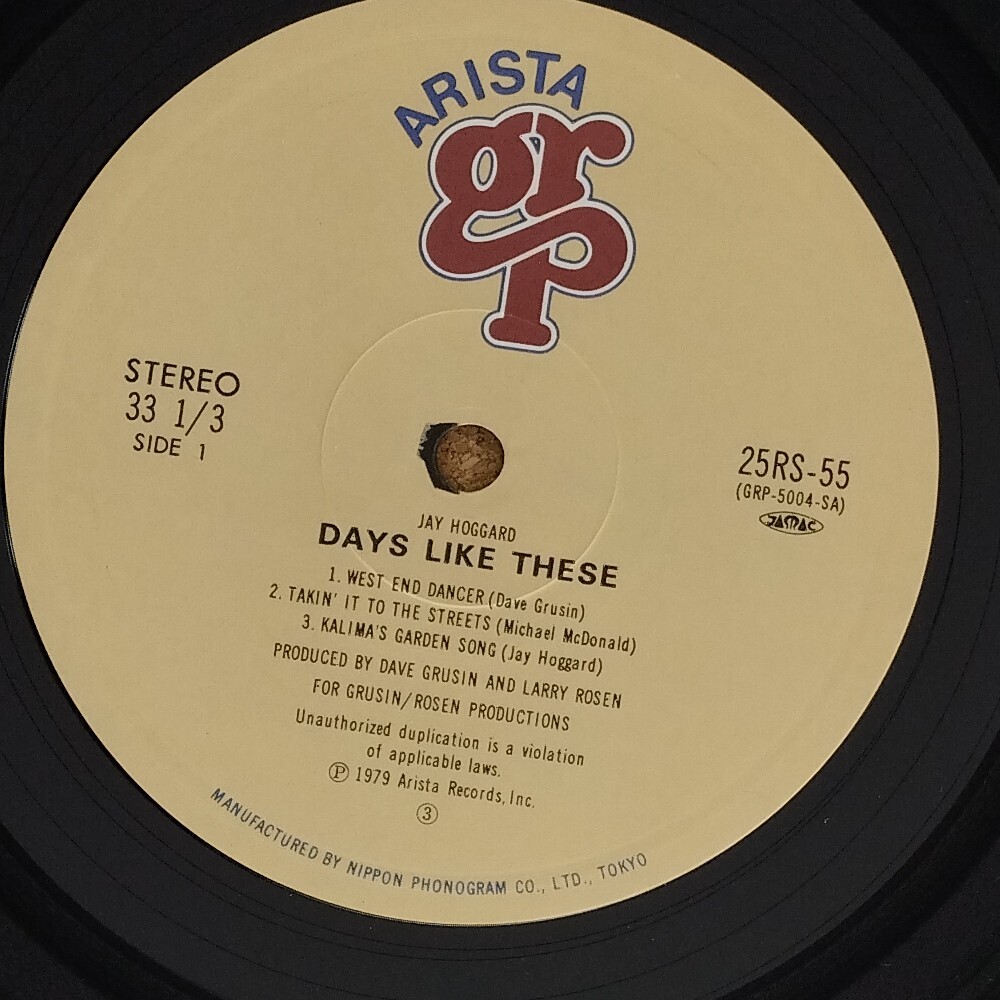 ARISTA
grp
STEREO
33 1/3
SIDE 1
25RS-55
(GRP-5004-SA)
JASRAC
JAY HOGGARD
DAYS LIKE THESE
1. WEST END DANCER (Dave Grusin)
2. TAKIN' IT TO THE STREETS (Michael McDonald)
3. KALIMA'S GARDEN SONG (Jay Hoggard)
PRODUCED BY DAVE GRUSIN AND LARRY ROSEN
FOR GRUSIN/ROSEN PRODUCTIONS
Unauthorized duplication is a violation
of applicable laws.
Ⓟ 1979 Arista Records, Inc.
③
MANUFACTURED BY NIPPON PHONOGRAM CO., LTD., TOKYO